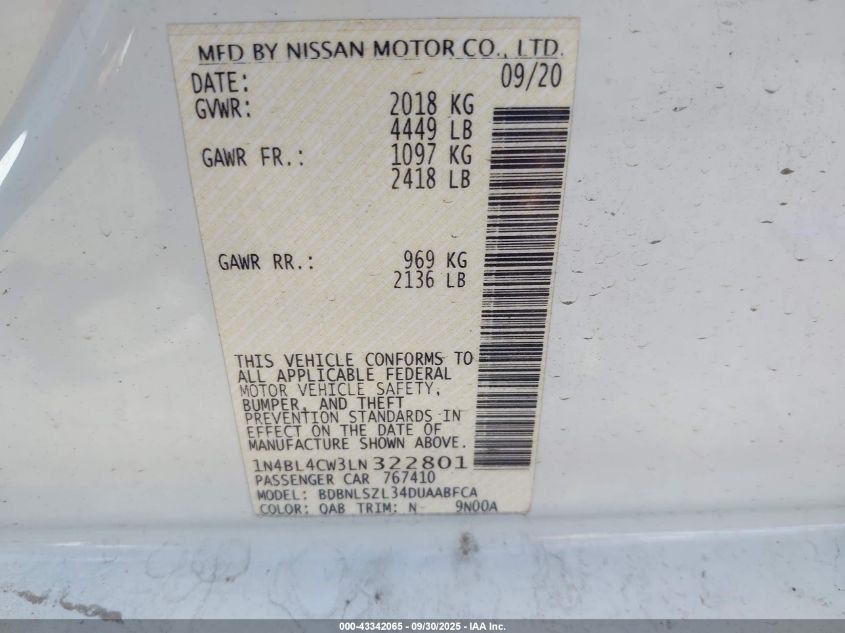 MFD BY NISSAN MOTOR CO., LTD.
DATE: 09/20
GVWR: 2018 KG
4449 LB
GAWR FR.: 1097 KG
2418 LB
GAWR RR.: 969 KG
2136 LB
THIS VEHICLE CONFORMS TO
ALL APPLICABLE FEDERAL
MOTOR VEHICLE SAFETY,
BUMPER, AND THEFT
PREVENTION STANDARDS IN
EFFECT ON THE DATE OF
MANUFACTURE SHOWN ABOVE.
1N4BL4CW3LN322801
PASSENGER CAR 767410
MODEL: BDBNLSZL34DUAABFCA
COLOR: QAB TRIM: N 9N00A
000-43342065 - 09/30/2025 - IAA Inc.